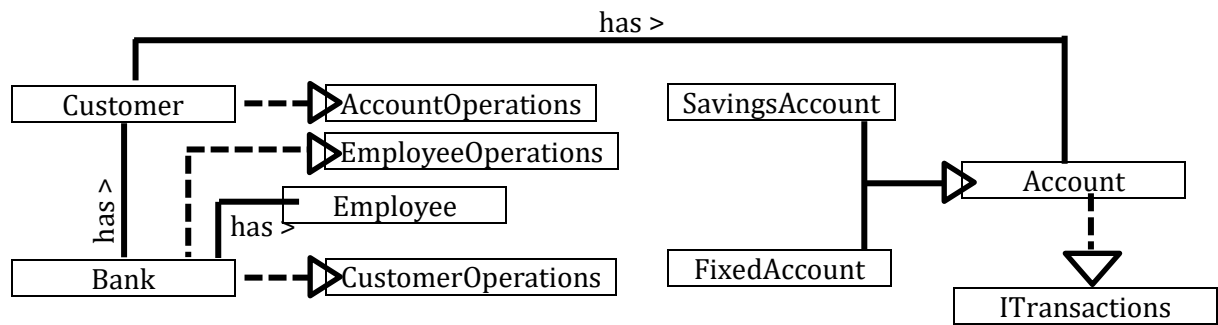 has >
Customer
AccountOperations
SavingsAccount
EmployeeOperations
Account
Employee
has >
has >
Bank
CustomerOperations
FixedAccount
ITransactions